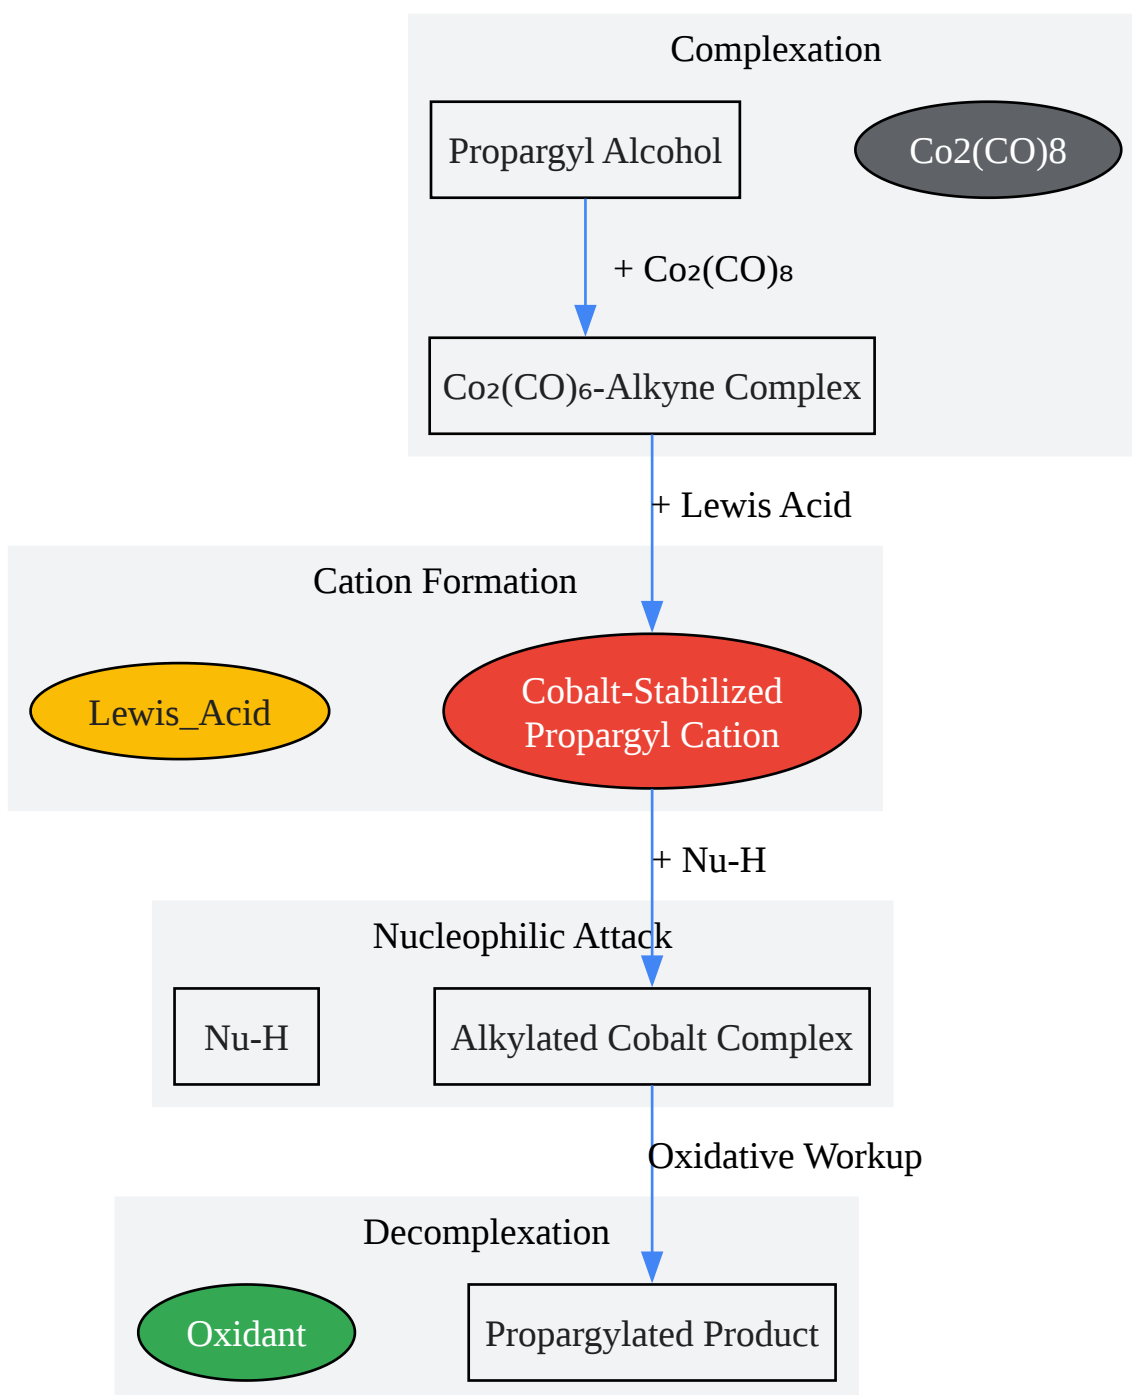 Complexation
Propargyl Alcohol
Co2(CO)8
+ Co₂(CO)₈
Co₂(CO)₆-Alkyne Complex
+ Lewis Acid
Cation Formation
Lewis_Acid
Cobalt-Stabilized
Propargyl Cation
+ Nu-H
Nucleophilic Attack
Nu-H
Alkylated Cobalt Complex
Oxidative Workup
Decomplexation
Oxidant
Propargylated Product